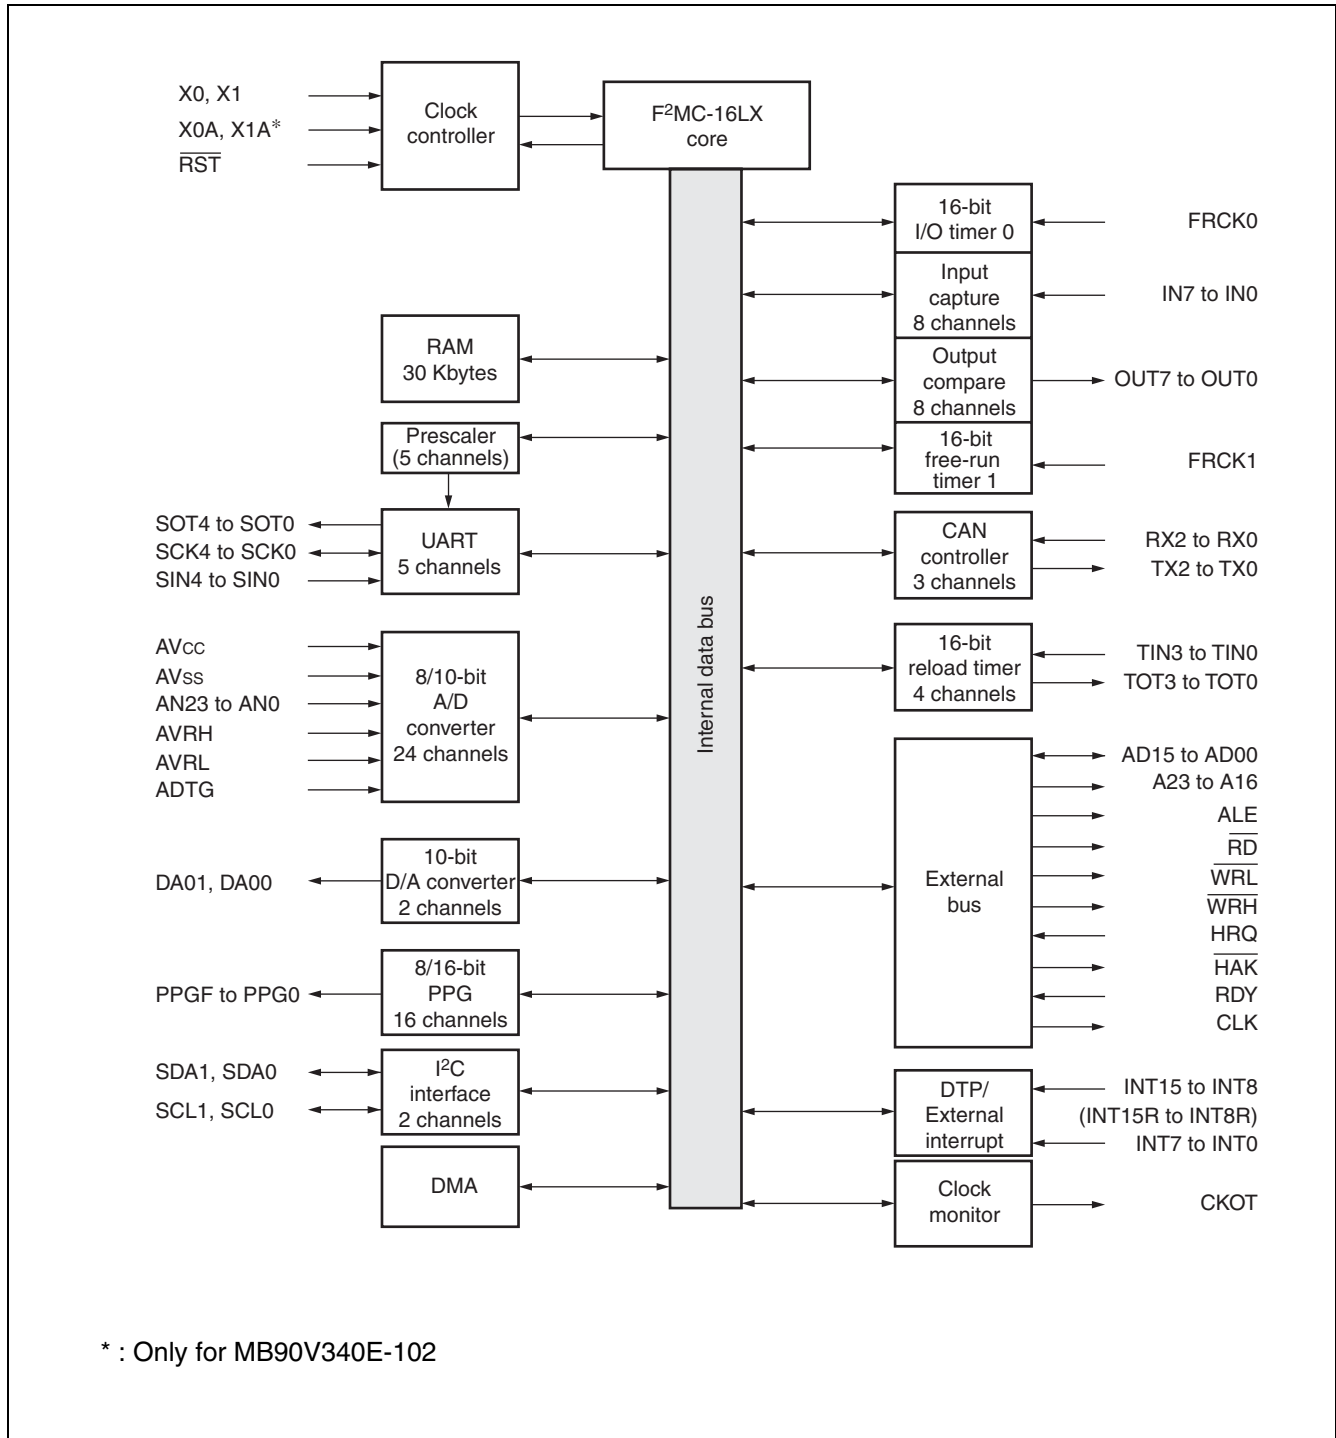 X0, X1
X0A, X1A*
RST
Clock
controller
F²MC-16LX
core
RAM
30 Kbytes
Prescaler
(5 channels)
SOT4 to SOT0
SCK4 to SCK0
SIN4 to SIN0
UART
5 channels
AVCC
AVSS
AN23 to AN0
AVRH
AVRL
ADTG
8/10-bit
A/D
converter
24 channels
DA01, DA00
10-bit
D/A converter
2 channels
PPGF to PPG0
8/16-bit
PPG
16 channels
SDA1, SDA0
SCL1, SCL0
I²C
interface
2 channels
DMA
Internal data bus
16-bit
I/O timer 0
FRCK0
Input
capture
8 channels
IN7 to IN0
Output
compare
8 channels
OUT7 to OUT0
16-bit
free-run
timer 1
FRCK1
CAN
controller
3 channels
RX2 to RX0
TX2 to TX0
16-bit
reload timer
4 channels
TIN3 to TIN0
TOT3 to TOT0
External
bus
AD15 to AD00
A23 to A16
ALE
RD
WRL
WRH
HRQ
HAK
RDY
CLK
DTP/
External
interrupt
INT15 to INT8
(INT15R to INT8R)
INT7 to INT0
Clock
monitor
CKOT
* : Only for MB90V340E-102